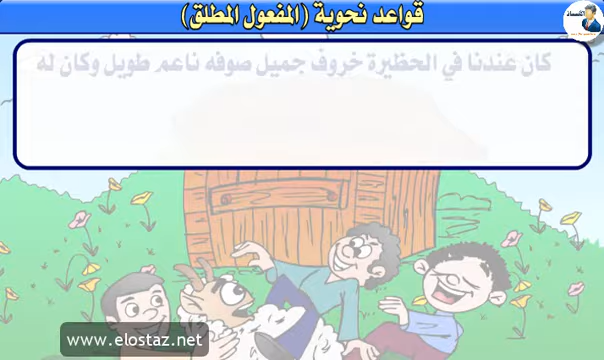 قواعد نحوية (المفعول المطلق)
كان عندنا في الحظيرة خروف جميل صوفه ناعم طويل وكان له
www.elostaz.net